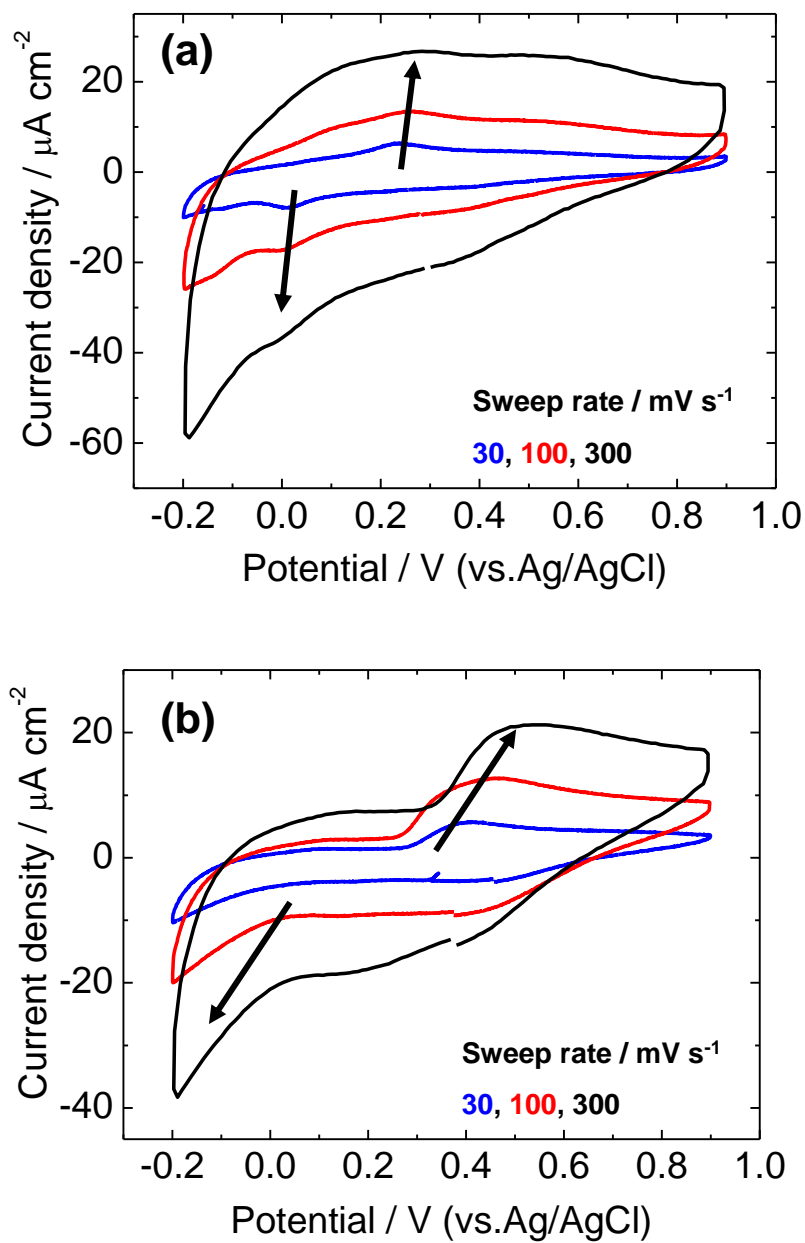 (a)
20
0
-20
-40
-60
Current density / μA cm⁻²
Sweep rate / mV s⁻¹
30, 100, 300
-0.2 0.0 0.2 0.4 0.6 0.8 1.0
Potential / V (vs.Ag/AgCl)
(b)
20
0
-20
-40
Current density / μA cm⁻²
Sweep rate / mV s⁻¹
30, 100, 300
-0.2 0.0 0.2 0.4 0.6 0.8 1.0
Potential / V (vs.Ag/AgCl)